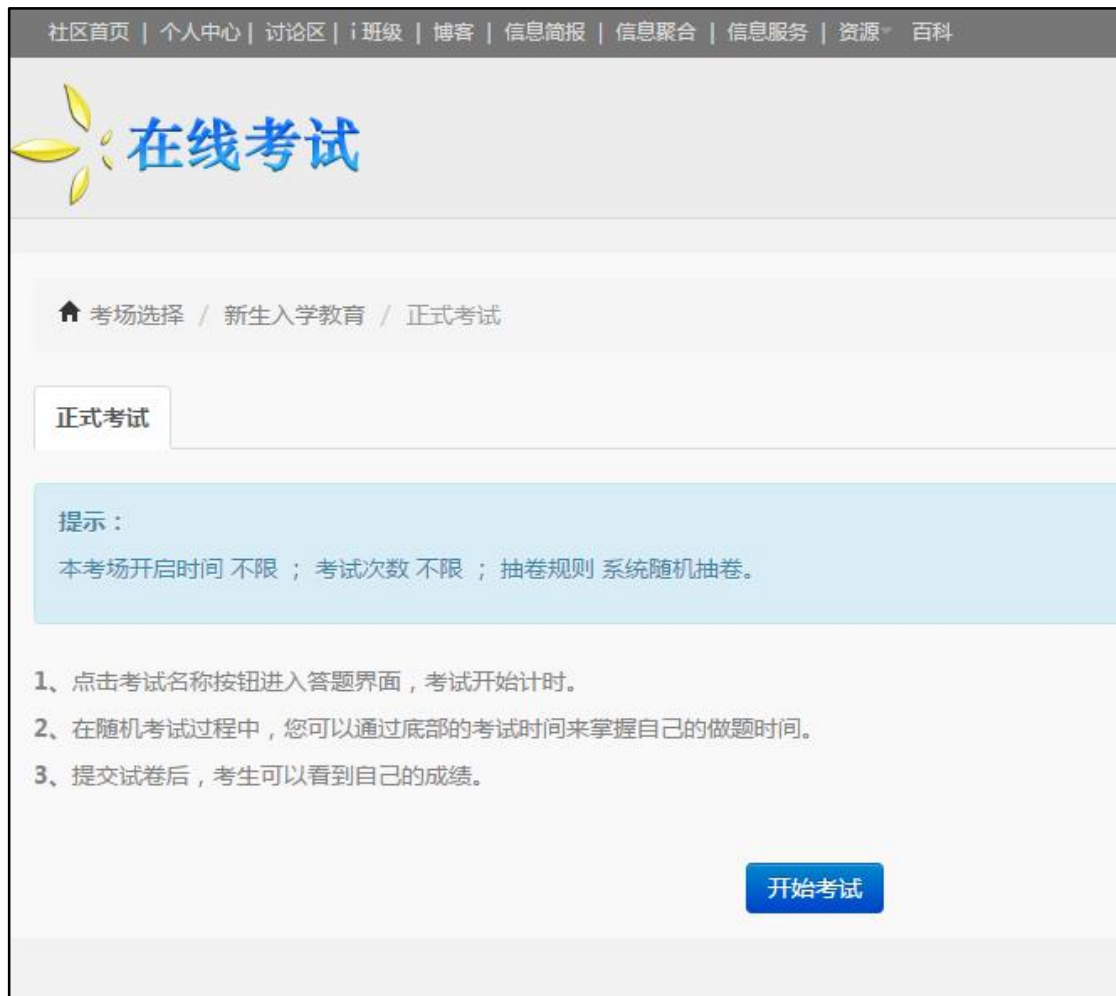 社区首页 | 个人中心 | 讨论区 | i 班级 | 博客 | 信息简报 | 信息聚合 | 信息服务 | 资源 百科
在线考试
考场选择 / 新生入学教育 / 正式考试
正式考试
提示：
本考场开启时间 不限 ； 考试次数 不限 ； 抽卷规则 系统随机抽卷。
1、点击考试名称按钮进入答题界面，考试开始计时。
2、在随机考试过程中，您可以通过底部的考试时间来掌握自己的做题时间。
3、提交试卷后，考生可以看到自己的成绩。
开始考试